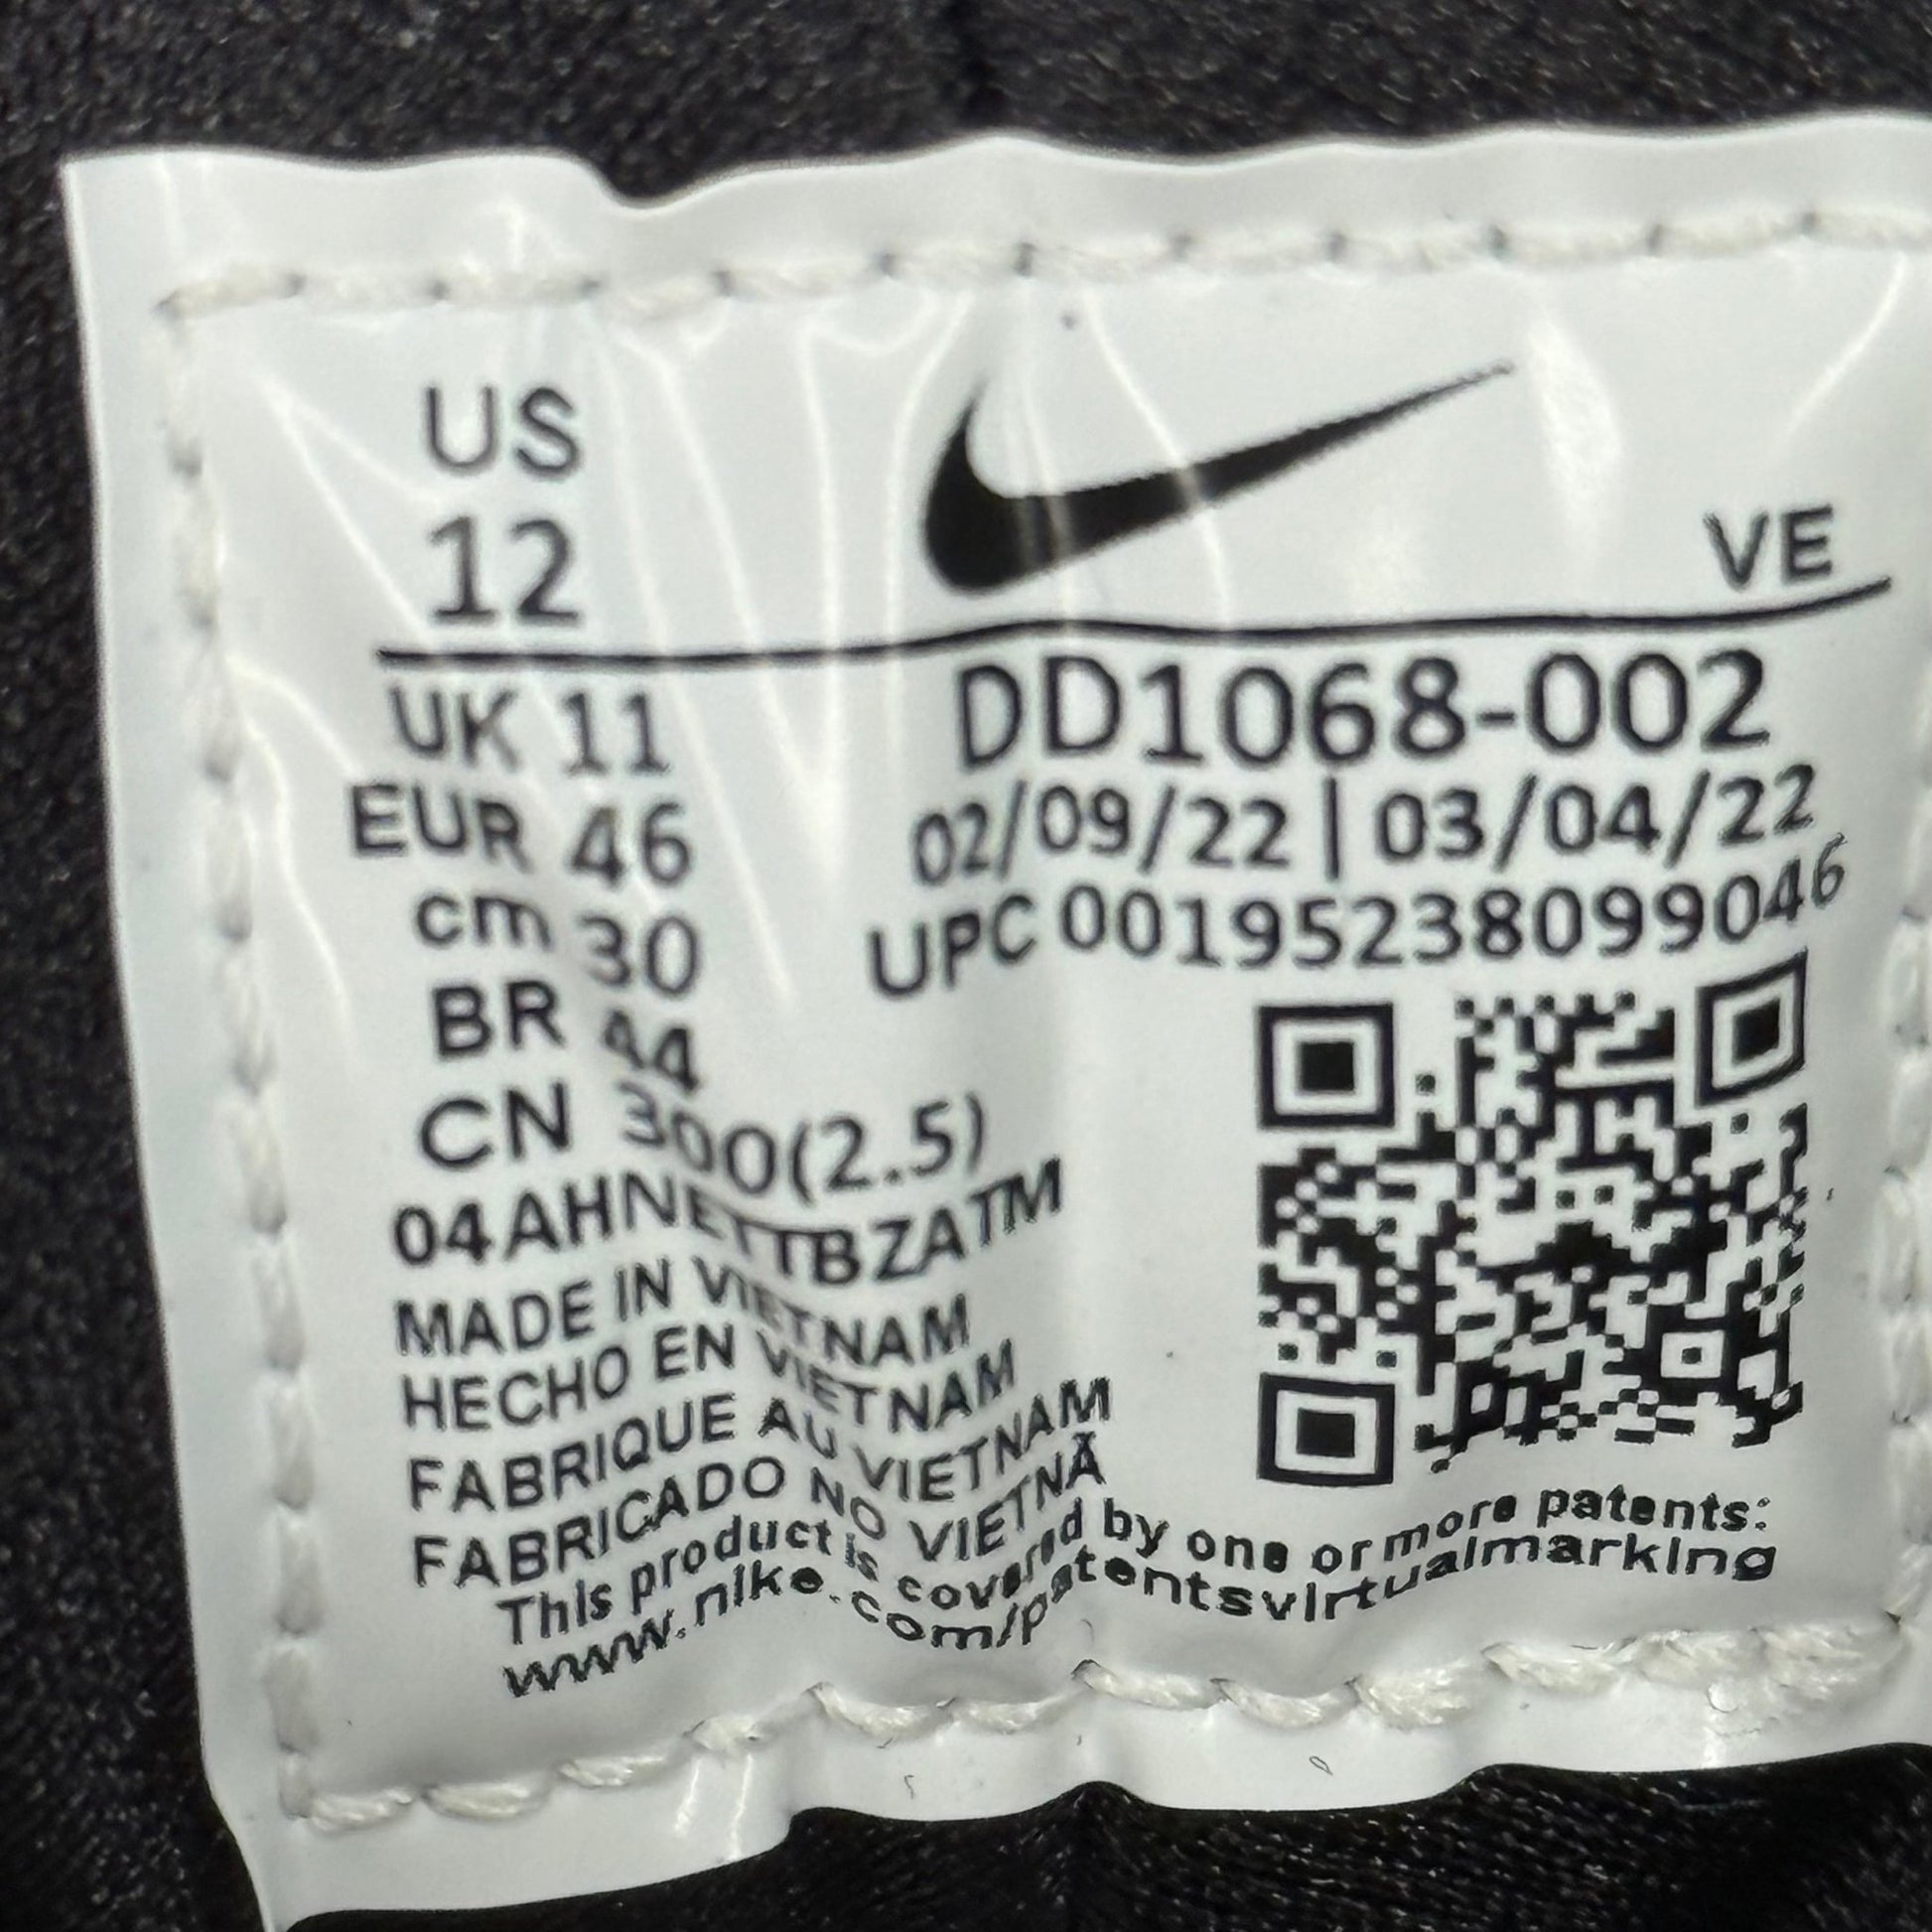 US
12
VE
UK 11
EUR 46
cm 30
BR 44
CN 300(2.5)
DD1068-002
02/09/22 | 03/04/22
UPC 00195238099046
04AHNETTBZATM
MADE IN VIETNAM
HECHO EN VIETNAM
FABRIQUE AU VIETNAM
FABRICADO NO VIETNÃ
This product is covered by one or more patents:
www.nike.com/patentsvirtualmarking